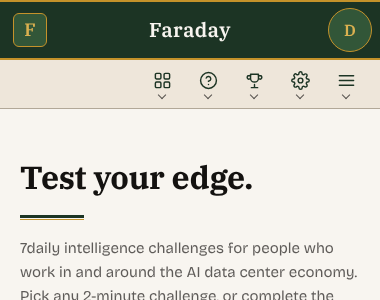 F
Faraday
D
Test your edge.
7daily intelligence challenges for people who
work in and around the AI data center economy.
Pick any 2-minute challenge, or complete the